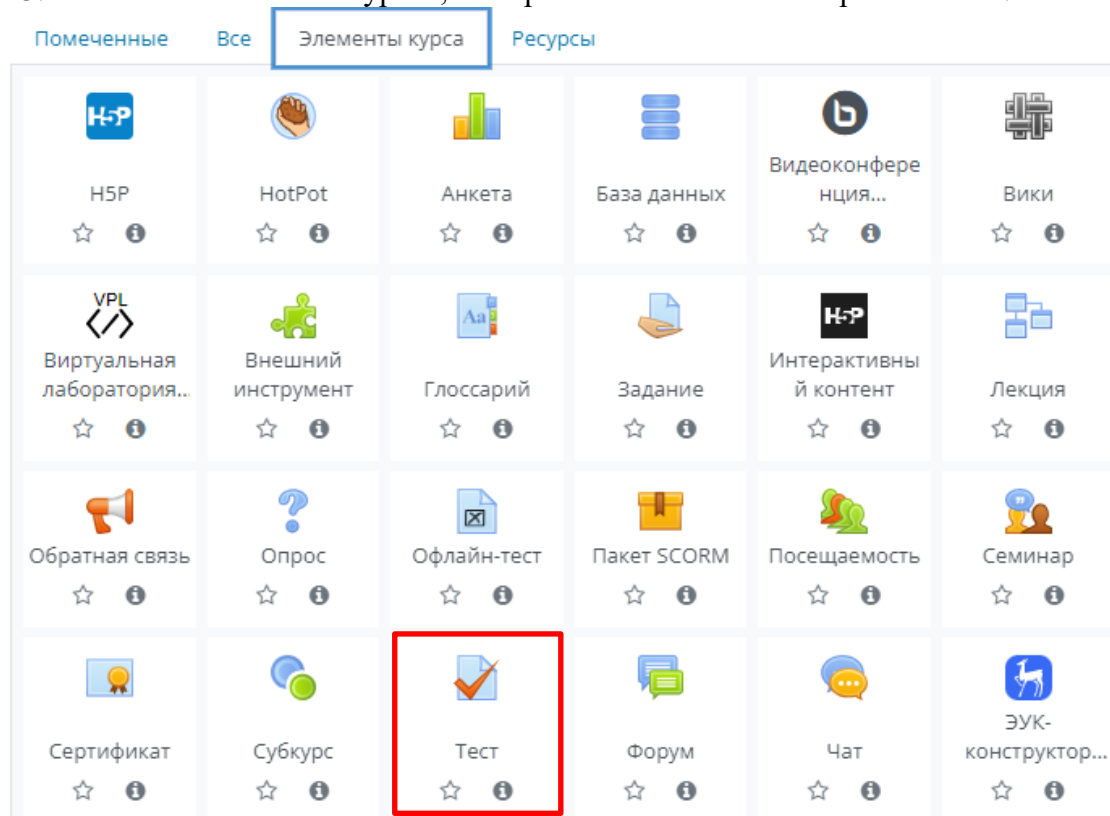 Помеченные Все Элементы курса Ресурсы
H5P
H5P HotPot Анкета База данных Видеоконфере
нция... Вики
VPL
Aa H5P
Виртуальная
лаборатория... Внешний
инструмент Глоссарий Задание Интерактивны
й контент Лекция
Обратная связь Опрос Офлайн-тест Пакет SCORM Посещаемость Семинар
Сертификат Субкурс Тест Форум Чат ЭУК-
конструктор...